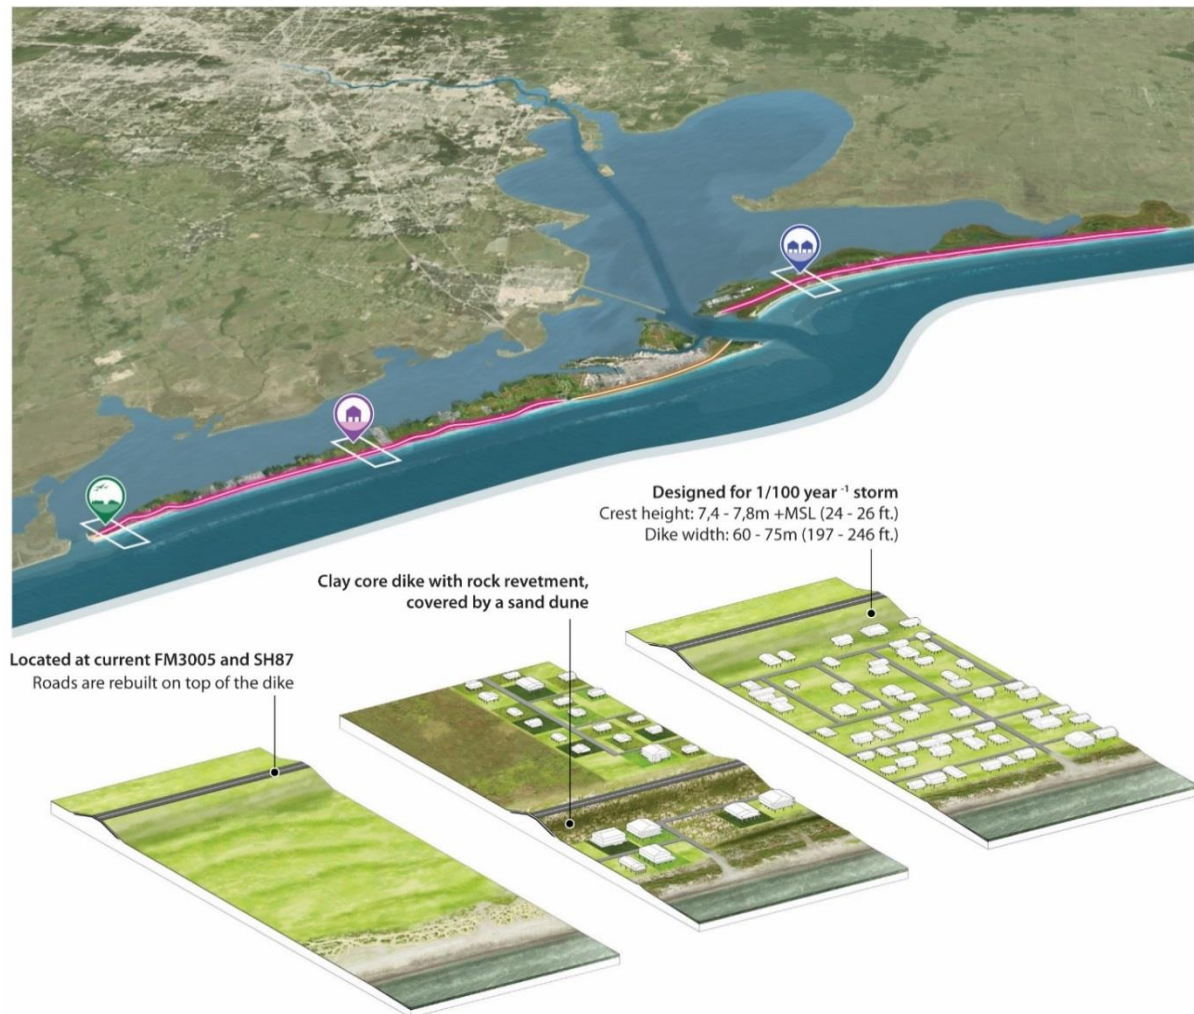 Designed for 1/100 year ⁻¹ storm
Crest height: 7,4 - 7,8m +MSL (24 - 26 ft.)
Dike width: 60 - 75m (197 - 246 ft.)
Clay core dike with rock revetment,
covered by a sand dune
Located at current FM3005 and SH87
Roads are rebuilt on top of the dike